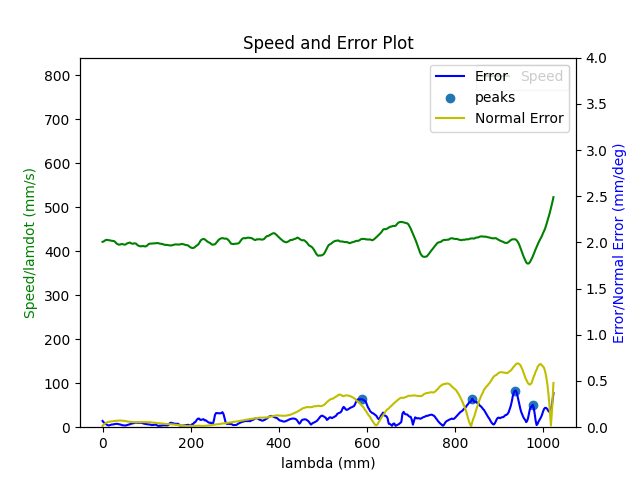 Speed and Error Plot
Speed/lamdot (mm/s)
800
700
600
500
400
300
200
100
0
0 200 400 600 800 1000
lambda (mm)
4.0
3.5
3.0
2.5
2.0
1.5
1.0
0.5
0.0
Error/Normal Error (mm/deg)
Speed
Error
peaks
Normal Error